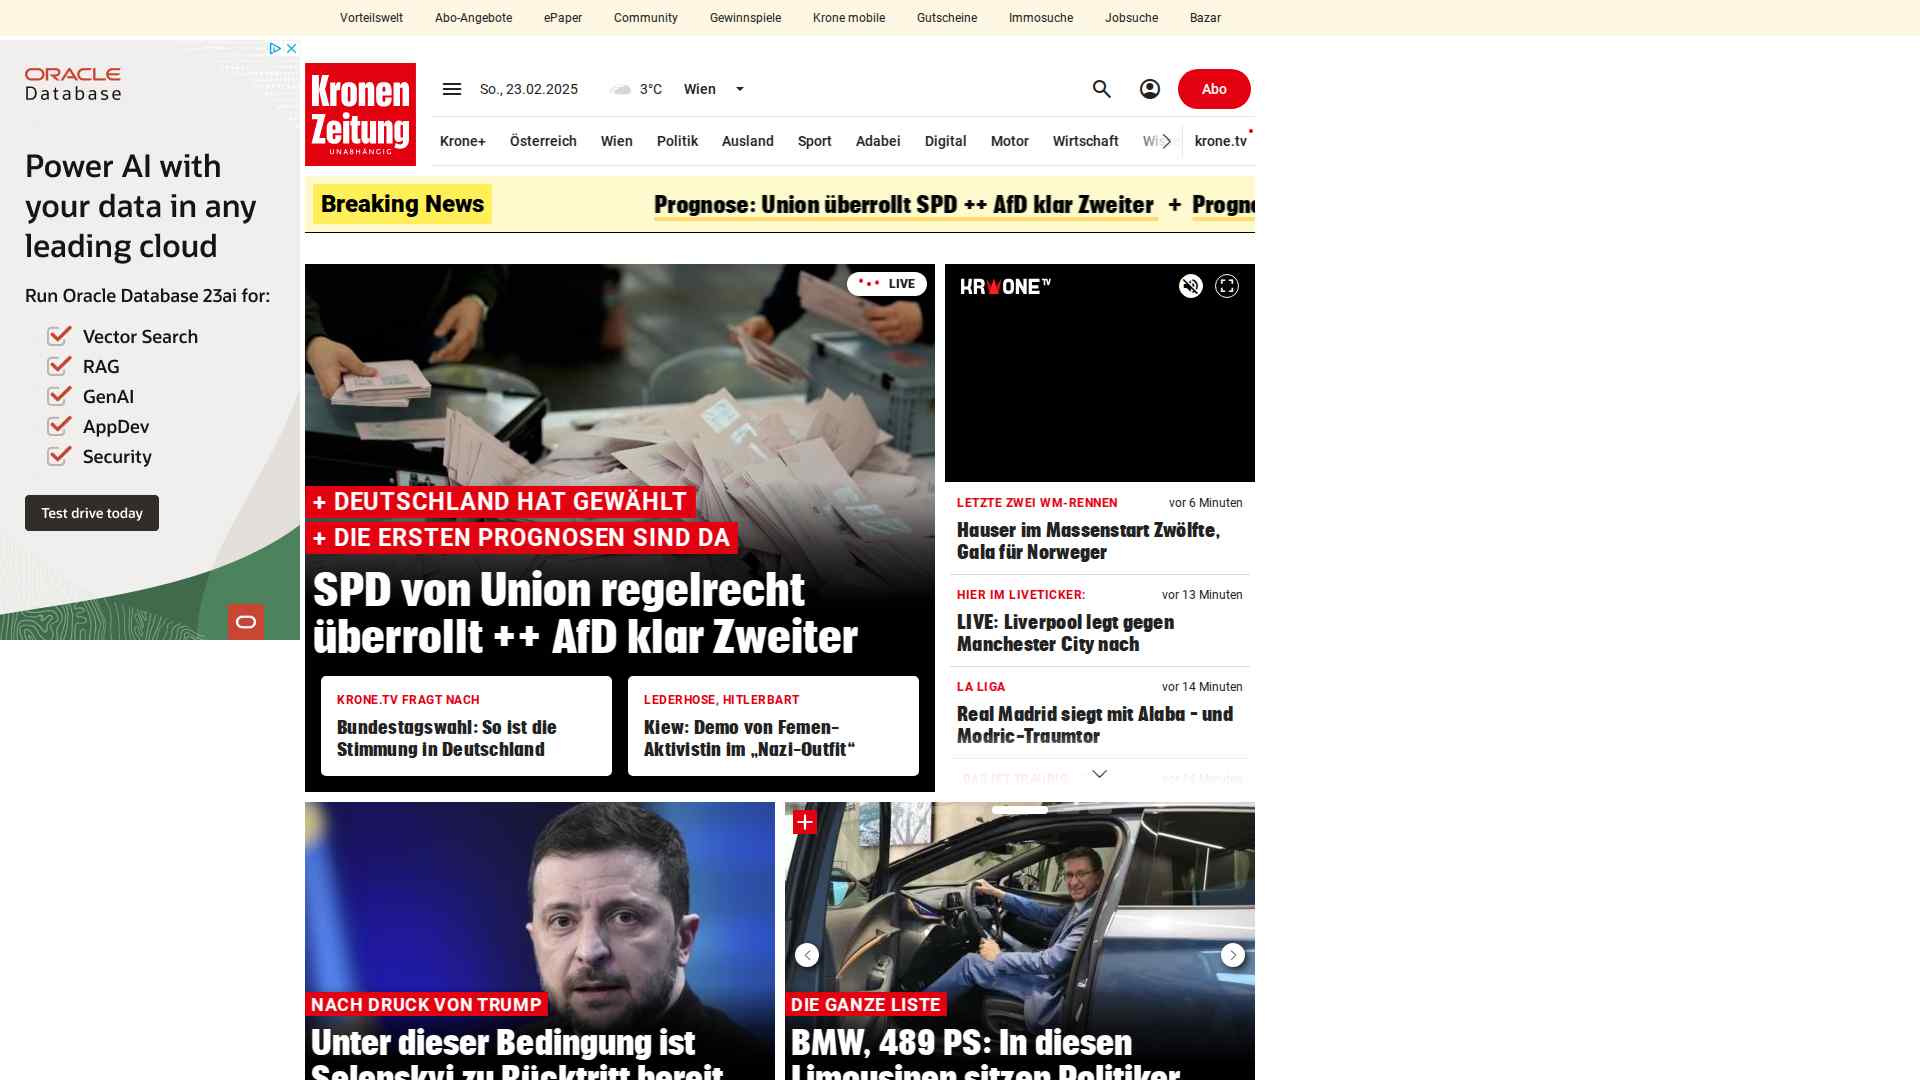 Vorteilswelt Abo-Angebote ePaper Community Gewinnspiele Krone mobile Gutscheine Immosuche Jobsuche Bazar
ORACLE
Database
Power AI with
your data in any
leading cloud
Run Oracle Database 23ai for:
Vector Search
RAG
GenAI
AppDev
Security
Test drive today
Kronen
Zeitung
UNABHÄNGIG
So., 23.02.2025 3°C Wien Abo
Krone+ Österreich Wien Politik Ausland Sport Adabei Digital Motor Wirtschaft krone.tv
Breaking News
Prognose: Union überrollt SPD ++ AfD klar Zweiter +
LIVE
+ DEUTSCHLAND HAT GEWÄHLT
+ DIE ERSTEN PROGNOSEN SIND DA
SPD von Union regelrecht
überrollt ++ AfD klar Zweiter
KRONE.TV FRAGT NACH
Bundestagswahl: So ist die
Stimmung in Deutschland
LEDERHOSE, HITLERBART
Kiew: Demo von Femen-
Aktivistin im „Nazi-Outfit“
KRONE TV
LETZTE ZWEI WM-RENNEN vor 6 Minuten
Hauser im Massenstart Zwölfte,
Gala für Norweger
HIER IM LIVETICKER: vor 13 Minuten
LIVE: Liverpool legt gegen
Manchester City nach
LA LIGA vor 14 Minuten
Real Madrid siegt mit Alaba - und
Modric-Traumtor
NACH DRUCK VON TRUMP
Unter dieser Bedingung ist
Selenskyj zu Rücktritt bereit
DIE GANZE LISTE
BMW, 489 PS: In diesen
Limousinen sitzen Politiker